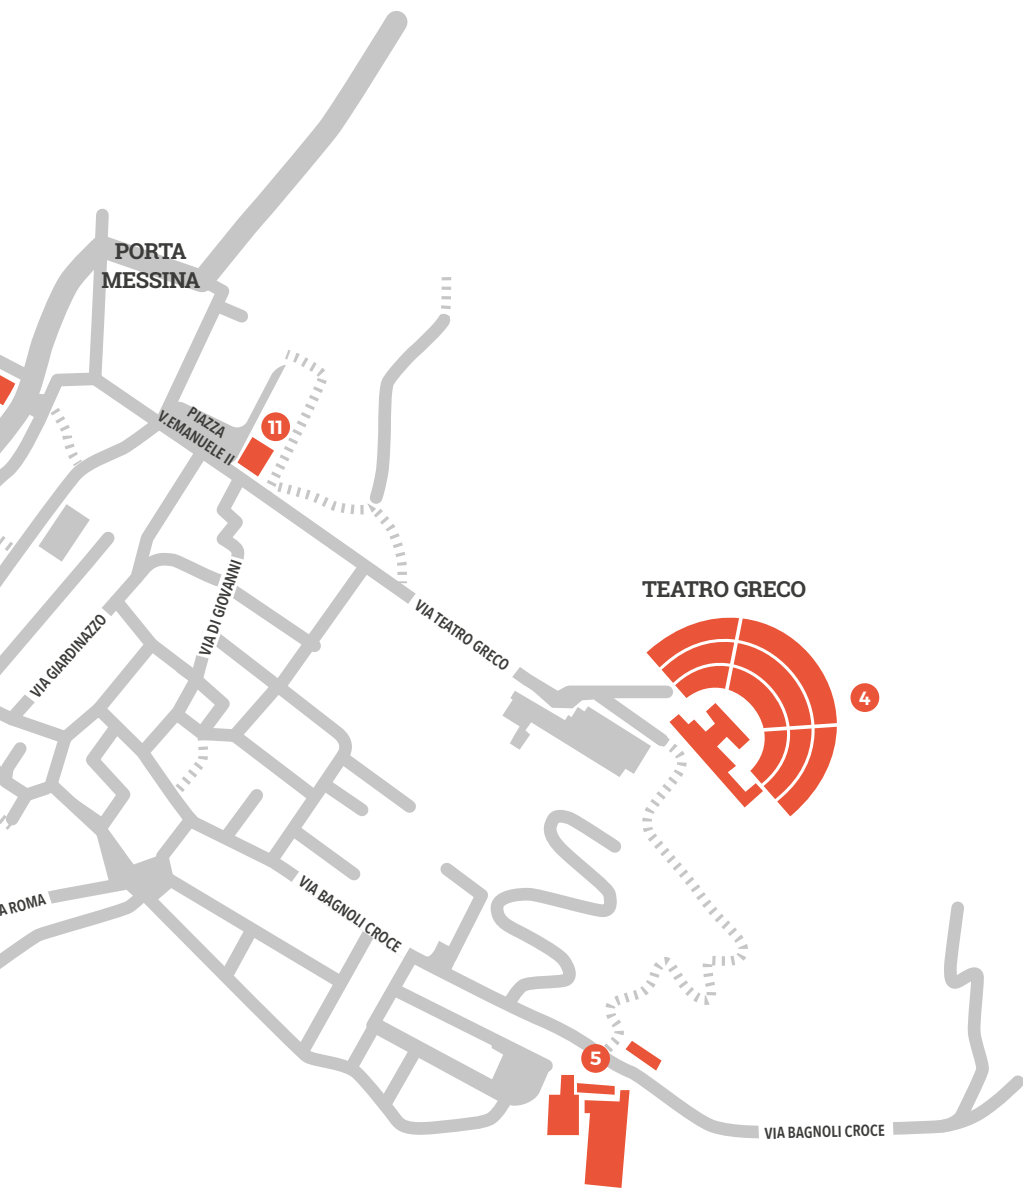 PORTA
MESSINA
PIAZZA
V.EMANUELE II
11
VIA DI GIOVANNI
VIA GIARDINAZZO
VIA TEATRO GRECO
TEATRO GRECO
4
A ROMA
VIA BAGNOLI CROCE
5
VIA BAGNOLI CROCE